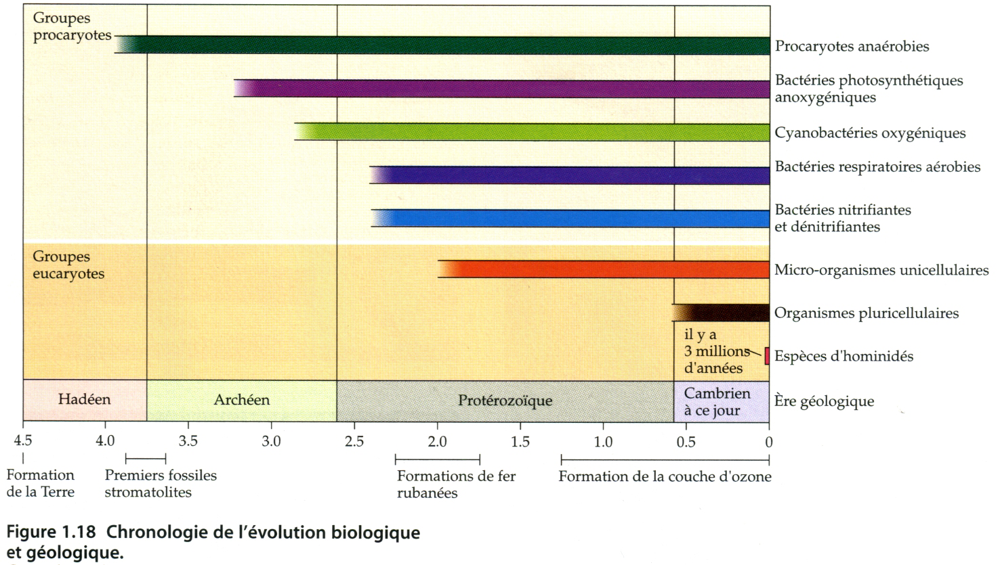 Groupes
procaryotes
Procaryotes anaérobies
Bactéries photosynthétiques
anoxygéniques
Cyanobactéries oxygéniques
Bactéries respiratoires aérobies
Bactéries nitrifiantes
et dénitrifiantes
Groupes
eucaryotes
Micro-organismes unicellulaires
Organismes pluricellulaires
il y a
3 millions
d'années
Espèces d'hominidés
Hadéen
Archéen
Protérozoïque
Cambrien
à ce jour
Ère géologique
4.5 4.0 3.5 3.0 2.5 2.0 1.5 1.0 0.5 0
Formation
de la Terre
Premiers fossiles
stromatolites
Formations de fer
rubanées
Formation de la couche d'ozone
Figure 1.18 Chronologie de l'évolution biologique
et géologique.